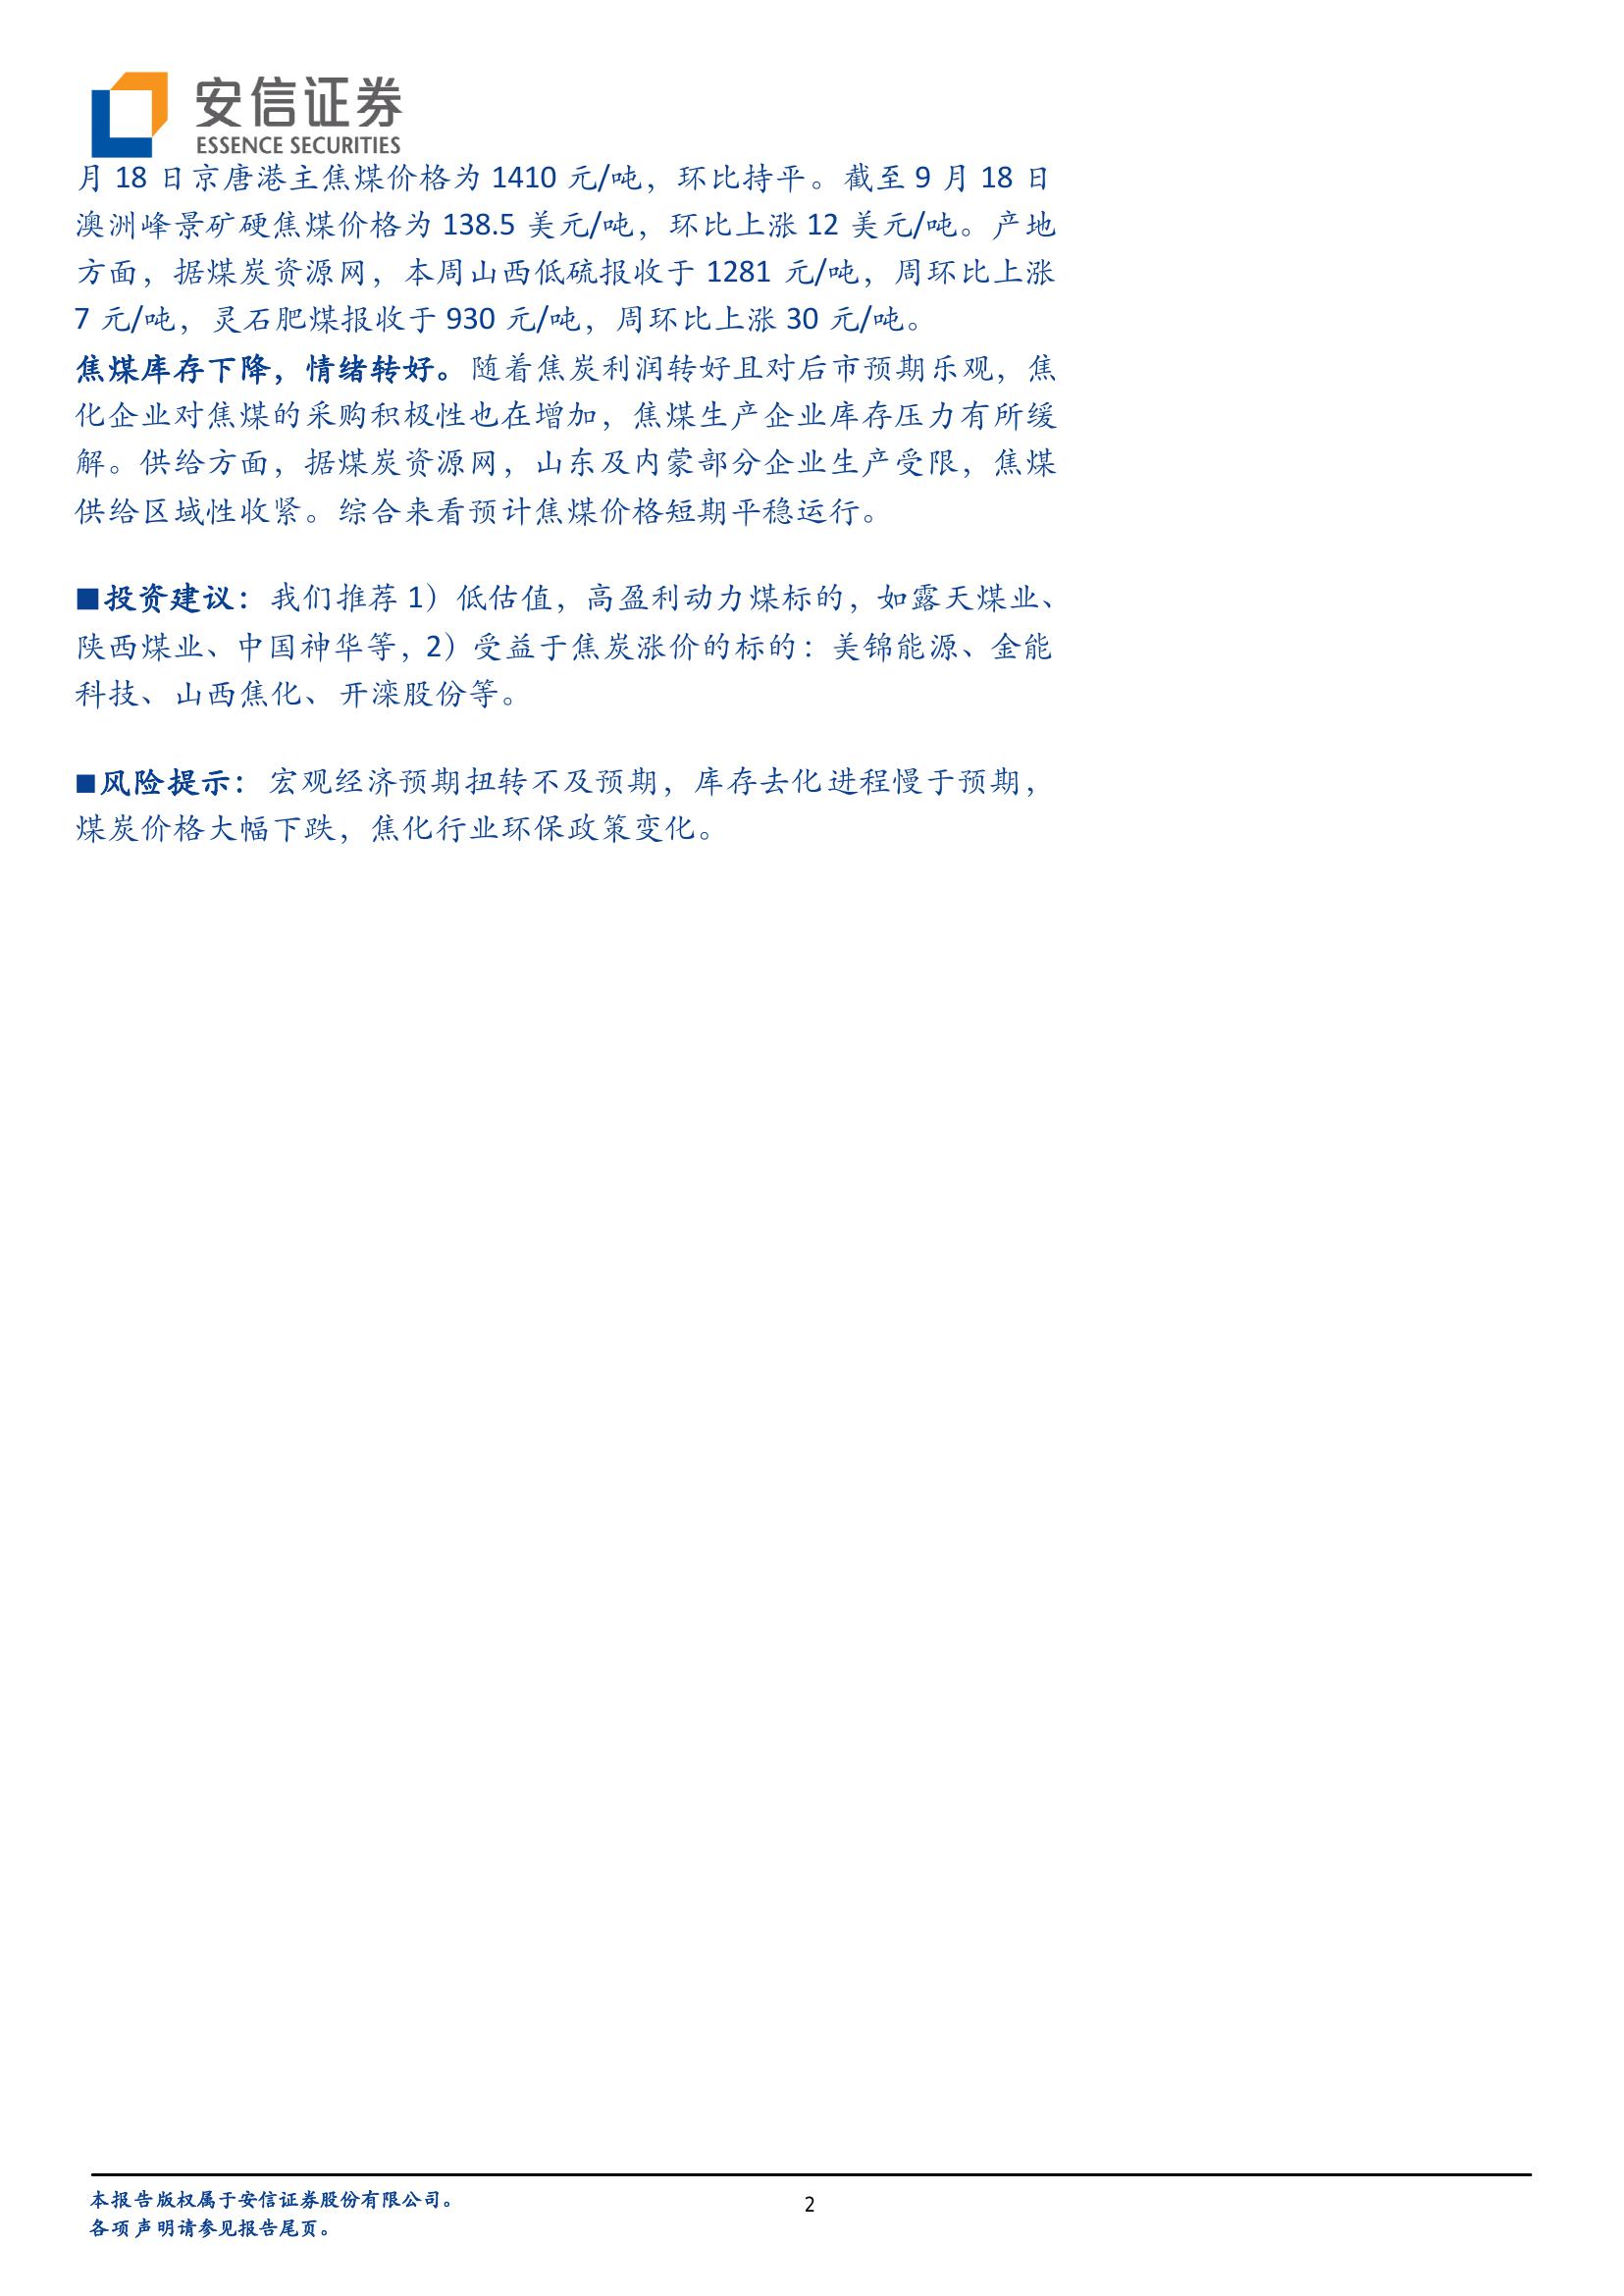 安信证券
ESSENCE SECURITIES
月 18 日京唐港主焦煤价格为 1410 元/吨，环比持平。截至 9 月 18 日
澳洲峰景矿硬焦煤价格为 138.5 美元/吨，环比上涨 12 美元/吨。产地
方面，据煤炭资源网，本周山西低硫报收于 1281 元/吨，周环比上涨
7 元/吨，灵石肥煤报收于 930 元/吨，周环比上涨 30 元/吨。
焦煤库存下降，情绪转好。随着焦炭利润转好且对后市预期乐观，焦
化企业对焦煤的采购积极性也在增加，焦煤生产企业库存压力有所缓
解。供给方面，据煤炭资源网，山东及内蒙部分企业生产受限，焦煤
供给区域性收紧。综合来看预计焦煤价格短期平稳运行。
■投资建议：我们推荐 1）低估值，高盈利动力煤标的，如露天煤业、
陕西煤业、中国神华等，2）受益于焦炭涨价的标的：美锦能源、金能
科技、山西焦化、开滦股份等。
■风险提示：宏观经济预期扭转不及预期，库存去化进程慢于预期，
煤炭价格大幅下跌，焦化行业环保政策变化。
本报告版权属于安信证券股份有限公司。
各项声明请参见报告尾页。
2